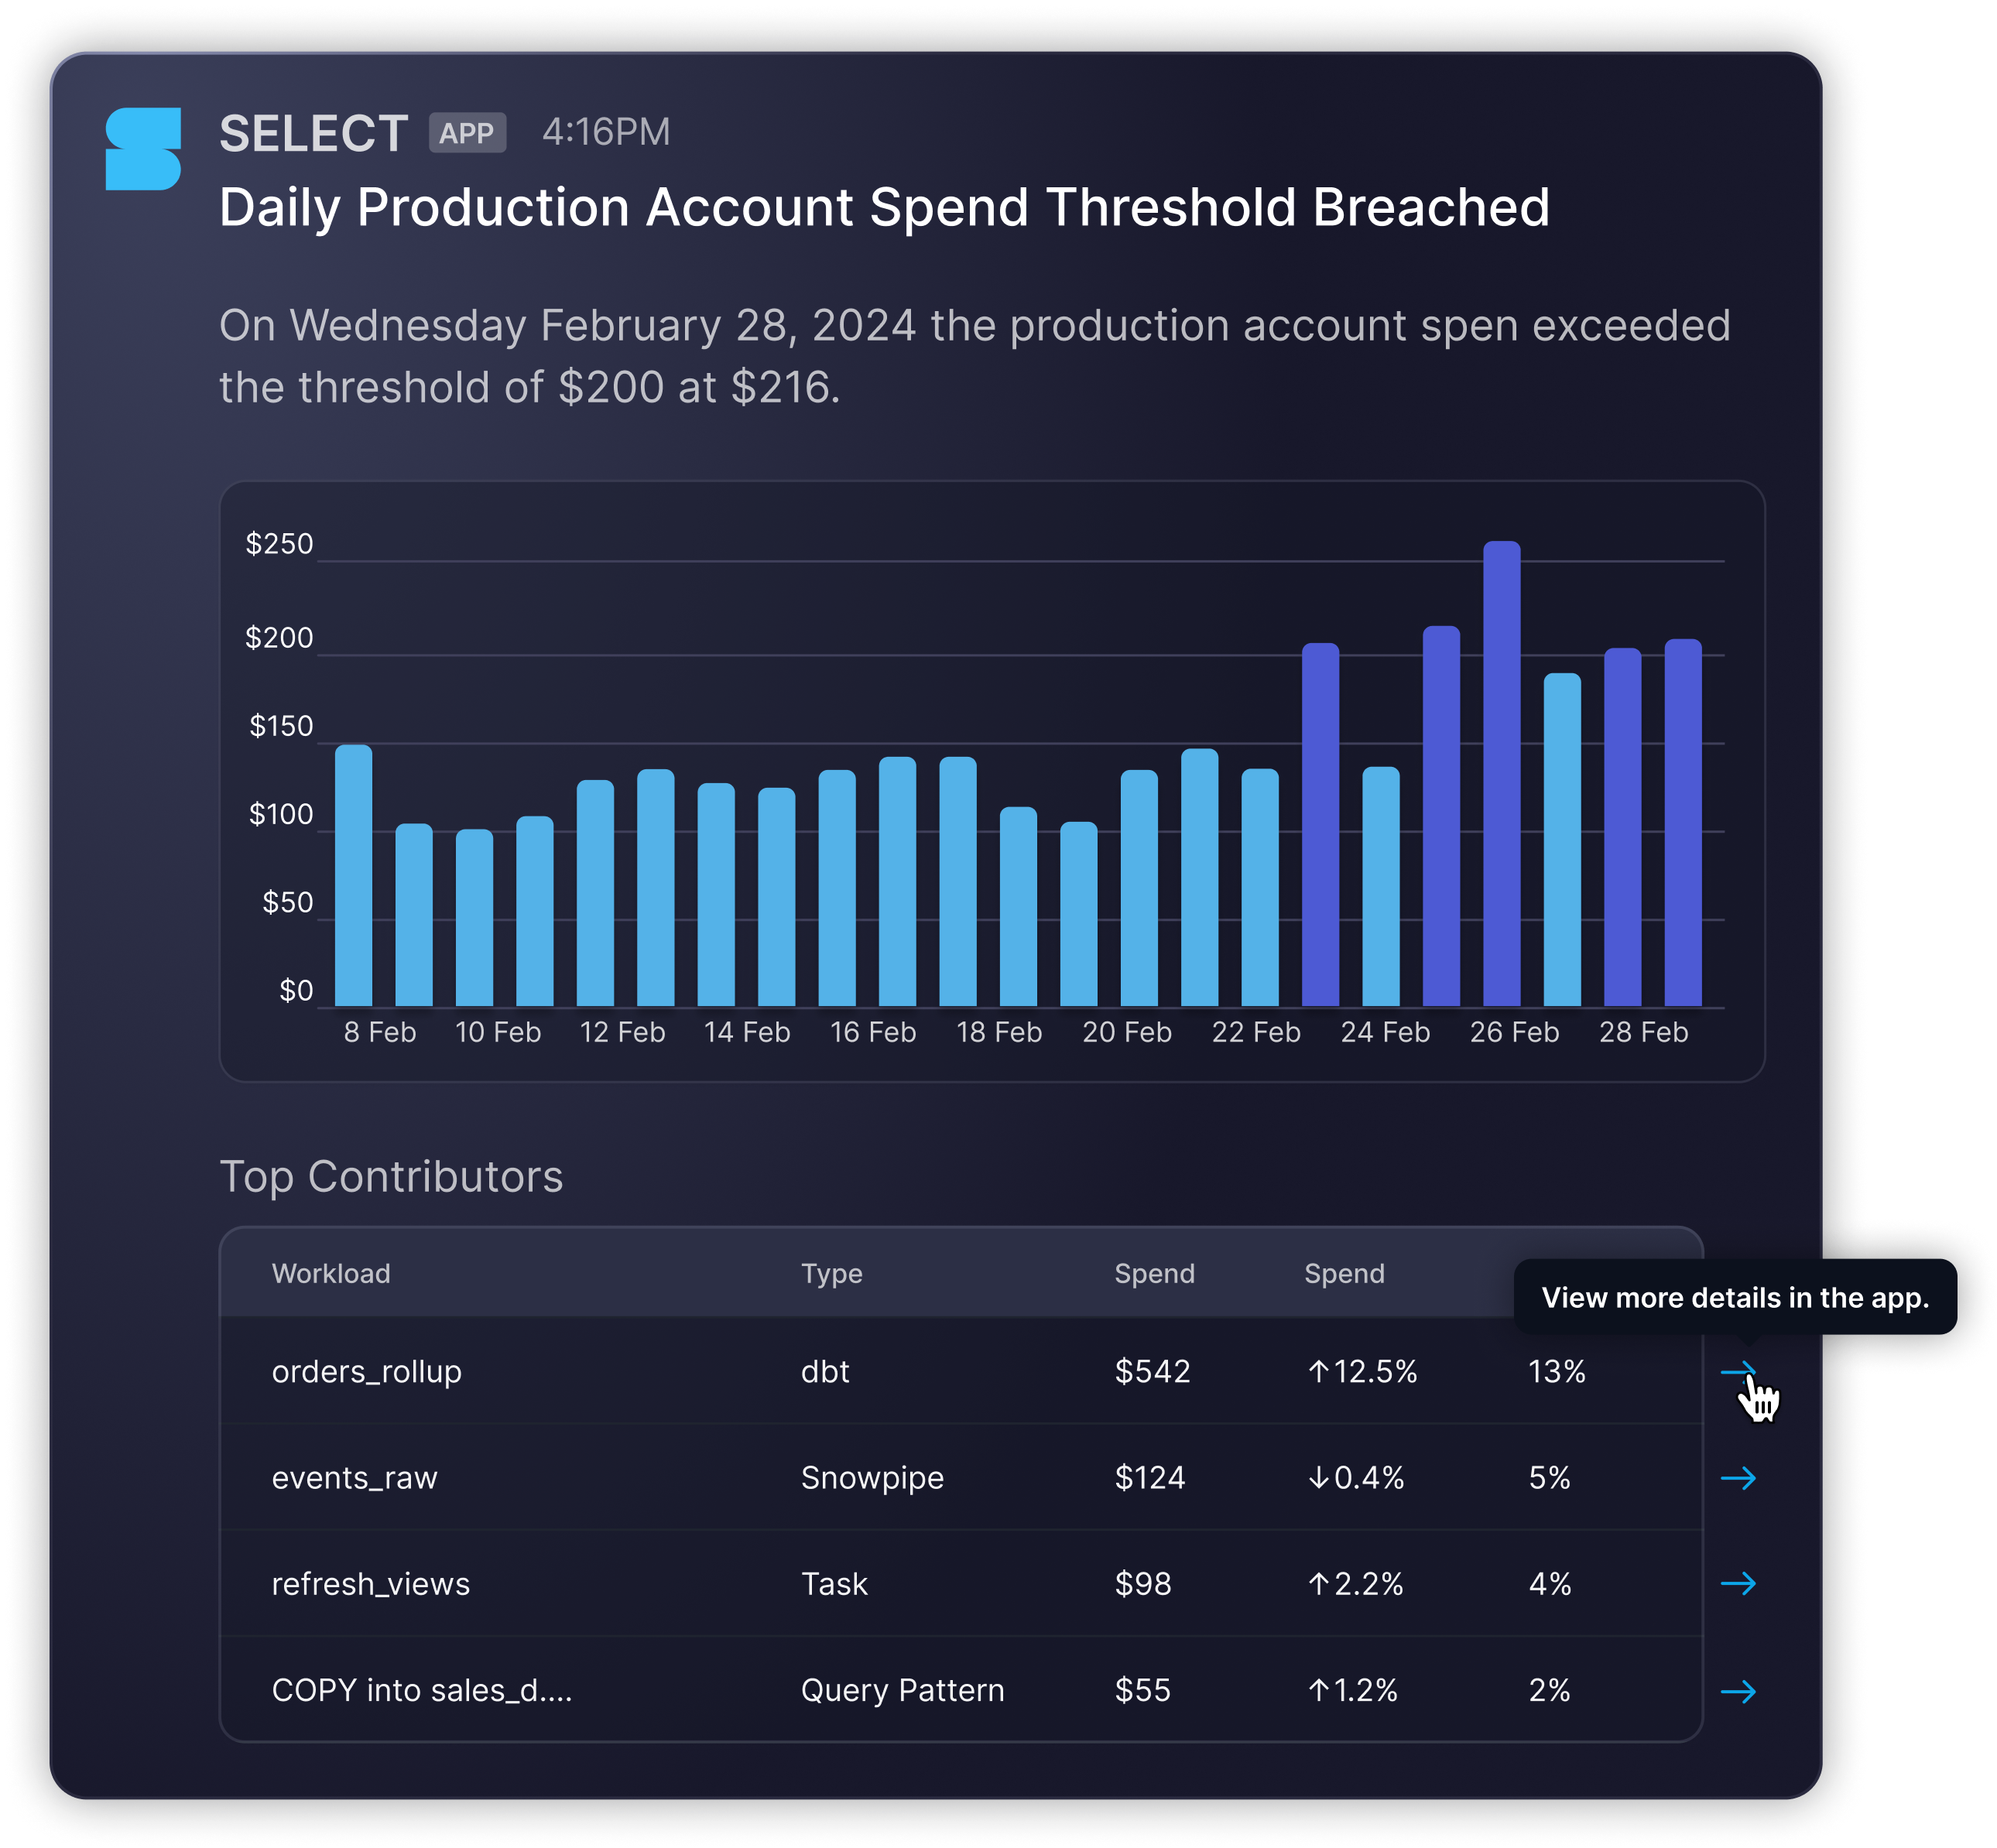 SELECT APP 4:16PM
Daily Production Account Spend Threshold Breached
On Wednesday February 28, 2024 the production account spen exceeded
the threshold of $200 at $216.
$250
$200
$150
$100
$50
$0
8 Feb 10 Feb 12 Feb 14 Feb 16 Feb 18 Feb 20 Feb 22 Feb 24 Feb 26 Feb 28 Feb
Top Contributors
Workload Type Spend Spend
View more details in the app.
orders_rollup dbt $542 ↑12.5% 13% →
events_raw Snowpipe $124 ↓0.4% 5% →
refresh_views Task $98 ↑2.2% 4% →
COPY into sales_d.... Query Pattern $55 ↑1.2% 2% →